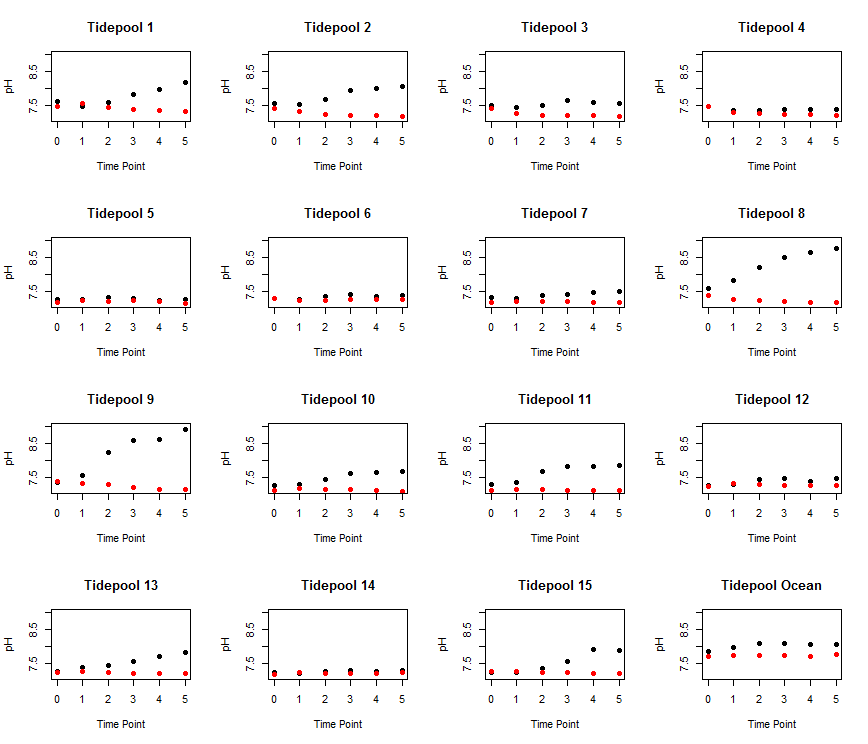 Tidepool 1 Tidepool 2 Tidepool 3 Tidepool 4
pH 8.5 7.5 pH 8.5 7.5 pH 8.5 7.5 pH 8.5 7.5
0 1 2 3 4 5 0 1 2 3 4 5 0 1 2 3 4 5 0 1 2 3 4 5
Time Point Time Point Time Point Time Point
Tidepool 5 Tidepool 6 Tidepool 7 Tidepool 8
pH 8.5 7.5 pH 8.5 7.5 pH 8.5 7.5 pH 8.5 7.5
0 1 2 3 4 5 0 1 2 3 4 5 0 1 2 3 4 5 0 1 2 3 4 5
Time Point Time Point Time Point Time Point
Tidepool 9 Tidepool 10 Tidepool 11 Tidepool 12
pH 8.5 7.5 pH 8.5 7.5 pH 8.5 7.5 pH 8.5 7.5
0 1 2 3 4 5 0 1 2 3 4 5 0 1 2 3 4 5 0 1 2 3 4 5
Time Point Time Point Time Point Time Point
Tidepool 13 Tidepool 14 Tidepool 15 Tidepool Ocean
pH 8.5 7.5 pH 8.5 7.5 pH 8.5 7.5 pH 8.5 7.5
0 1 2 3 4 5 0 1 2 3 4 5 0 1 2 3 4 5 0 1 2 3 4 5
Time Point Time Point Time Point Time Point